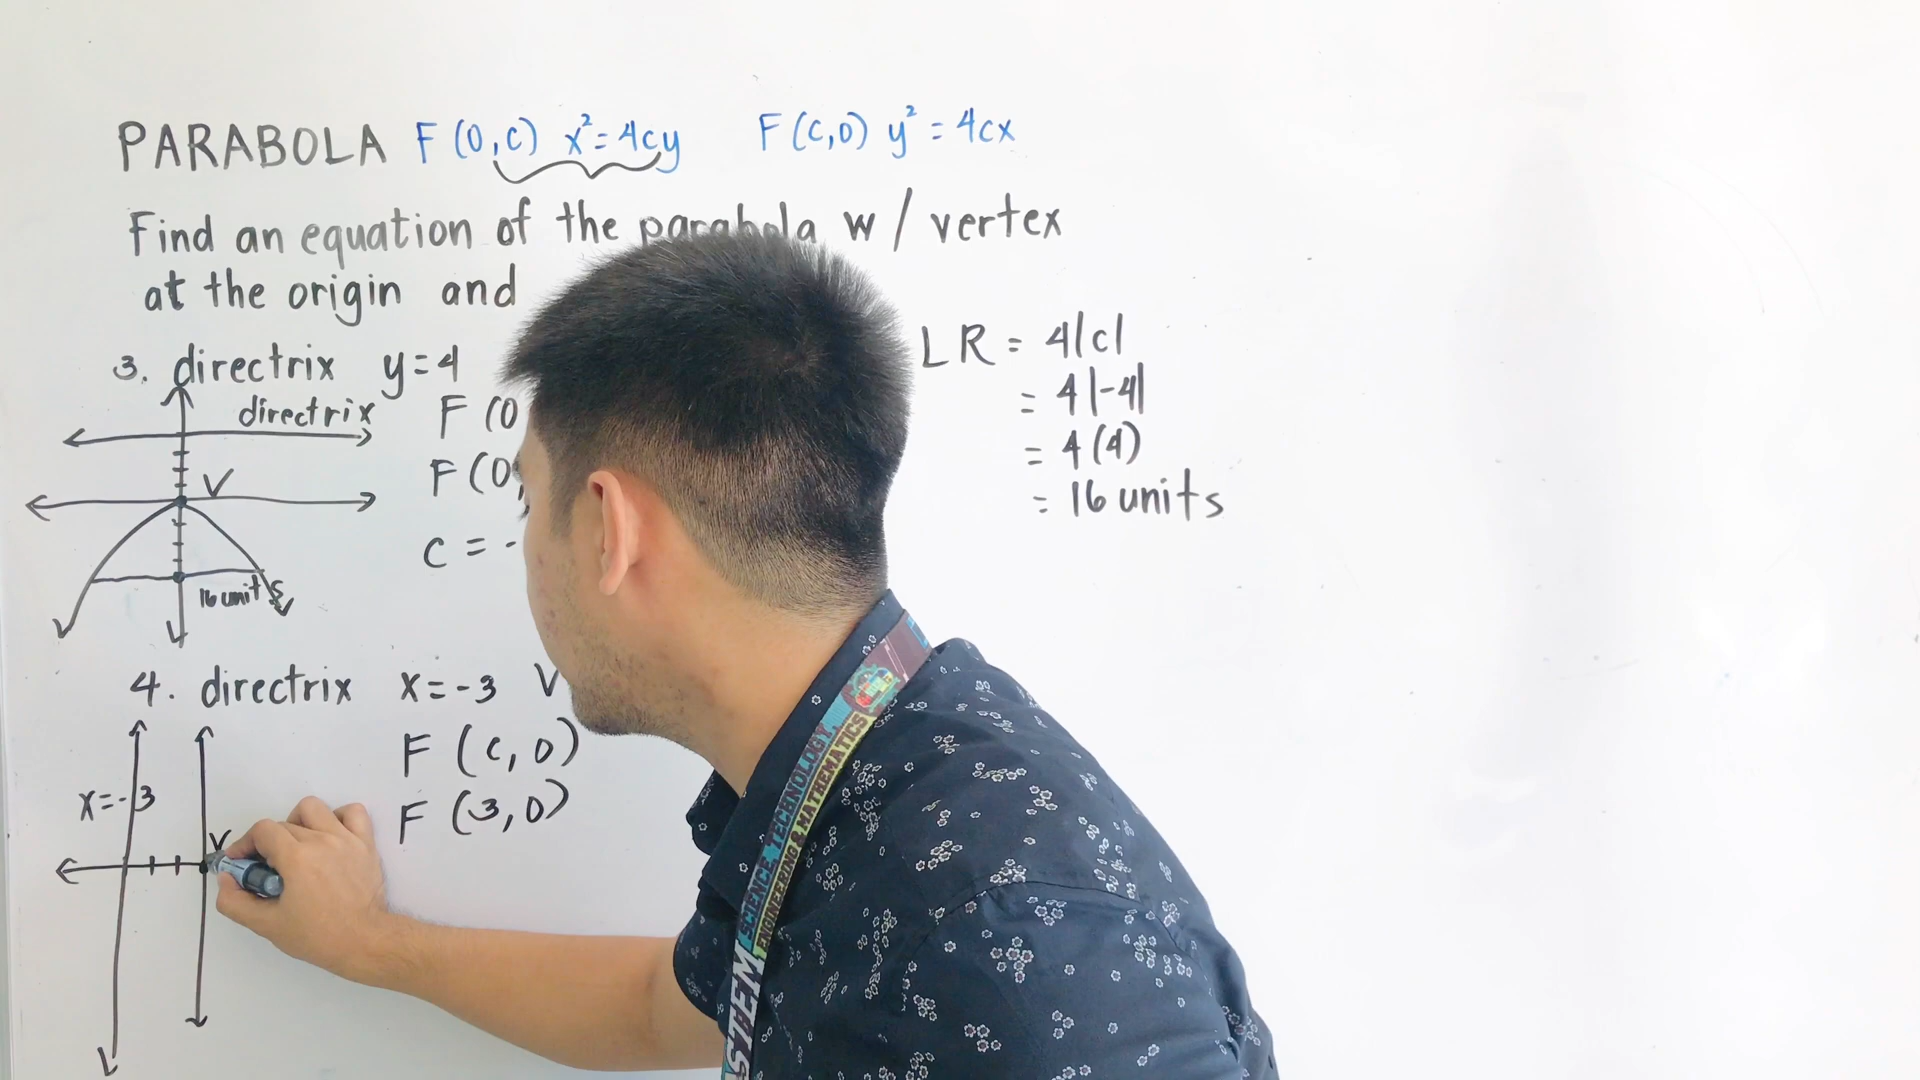 PARABOLA F (0,c) x²=4cy F(c,0) y²=4cx
Find an equation of the parabola w/ vertex
at the origin and
3. directrix y=4
directrix
V
16 units
F (0
F (0,
c = -
LR = 4|c|
= 4|-4|
= 4(4)
= 16 units
4. directrix x=-3 V
x=-3
V
F (c,0)
F (3,0)
SCIENCE, TECHNOLOGY,
ENGINEERING & MATHEMATICS
STEM